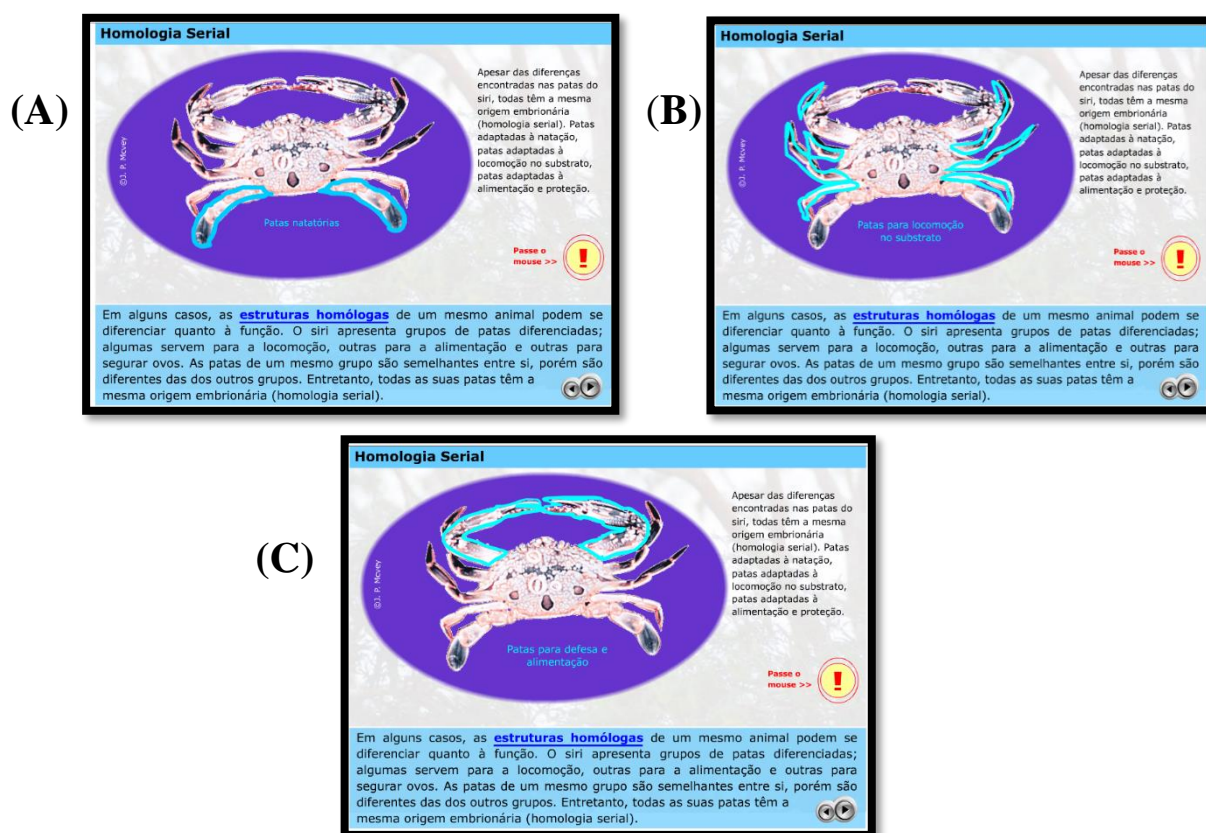 (A)
Homologia Serial
Apesar das diferenças
encontradas nas patas do
siri, todas têm a mesma
origem embrionária
(homologia serial). Patas
adaptadas à natação,
patas adaptadas à
locomoção no substrato,
patas adaptadas à
alimentação e proteção.
©J. P. Mcvey
Patas natatórias
Passe o
mouse >>
!
Em alguns casos, as estruturas homólogas de um mesmo animal podem se
diferenciar quanto à função. O siri apresenta grupos de patas diferenciadas;
algumas servem para a locomoção, outras para a alimentação e outras para
segurar ovos. As patas de um mesmo grupo são semelhantes entre si, porém são
diferentes das dos outros grupos. Entretanto, todas as suas patas têm a
mesma origem embrionária (homologia serial).
(B)
Homologia Serial
Apesar das diferenças
encontradas nas patas do
siri, todas têm a mesma
origem embrionária
(homologia serial). Patas
adaptadas à natação,
patas adaptadas à
locomoção no substrato,
patas adaptadas à
alimentação e proteção.
©J. P. Mcvey
Patas para locomoção
no substrato
Passe o
mouse >>
!
Em alguns casos, as estruturas homólogas de um mesmo animal podem se
diferenciar quanto à função. O siri apresenta grupos de patas diferenciadas;
algumas servem para a locomoção, outras para a alimentação e outras para
segurar ovos. As patas de um mesmo grupo são semelhantes entre si, porém são
diferentes das dos outros grupos. Entretanto, todas as suas patas têm a
mesma origem embrionária (homologia serial).
(C)
Homologia Serial
Apesar das diferenças
encontradas nas patas do
siri, todas têm a mesma
origem embrionária
(homologia serial). Patas
adaptadas à natação,
patas adaptadas à
locomoção no substrato,
patas adaptadas à
alimentação e proteção.
©J. P. Mcvey
Patas para defesa e
alimentação
Passe o
mouse >>
!
Em alguns casos, as estruturas homólogas de um mesmo animal podem se
diferenciar quanto à função. O siri apresenta grupos de patas diferenciadas;
algumas servem para a locomoção, outras para a alimentação e outras para
segurar ovos. As patas de um mesmo grupo são semelhantes entre si, porém são
diferentes das dos outros grupos. Entretanto, todas as suas patas têm a
mesma origem embrionária (homologia serial).